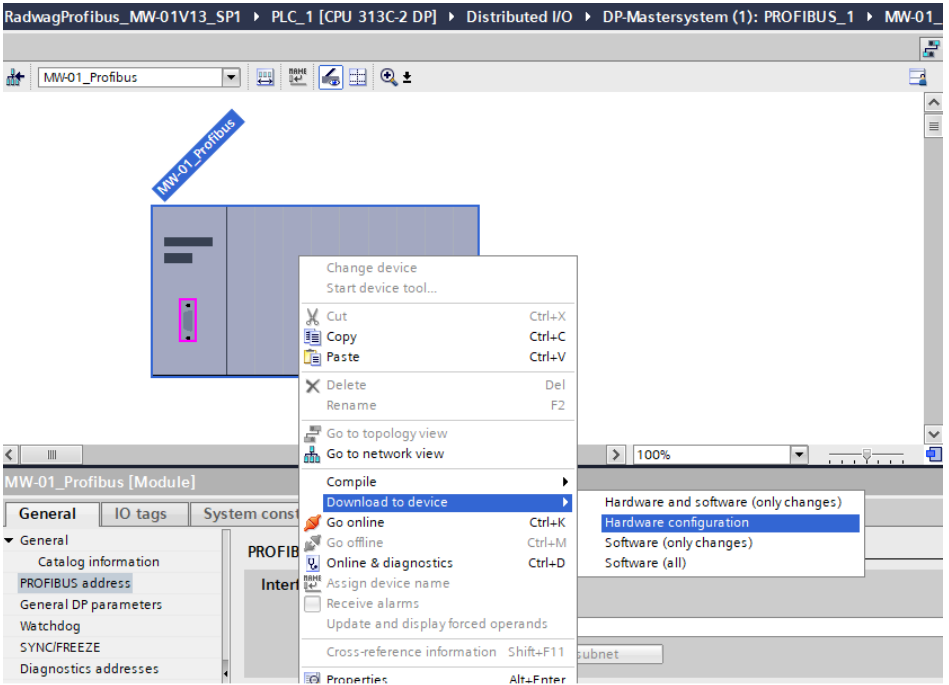 RadwagProfibus_MW-01V13_SP1 ▸ PLC_1 [CPU 313C-2 DP] ▸ Distributed I/O ▸ DP-Mastersystem (1): PROFIBUS_1 ▸ MW-01_
MW-01_Profibus
MW-01_Profibus
Change device
Start device tool...
Cut Ctrl+X
Copy Ctrl+C
Paste Ctrl+V
Delete Del
Rename F2
Go to topology view
Go to network view
100%
Compile
Download to device
Go online Ctrl+K
Go offline Ctrl+M
Online & diagnostics Ctrl+D
Assign device name
Receive alarms
Update and display forced operands
Cross-reference information Shift+F11
Properties Alt+Enter
Hardware and software (only changes)
Hardware configuration
Software (only changes)
Software (all)
MW-01_Profibus [Module]
General IO tags System const
General
Catalog information
PROFIBUS address
General DP parameters
Watchdog
SYNC/FREEZE
Diagnostics addresses
PROFIB
Interf
subnet